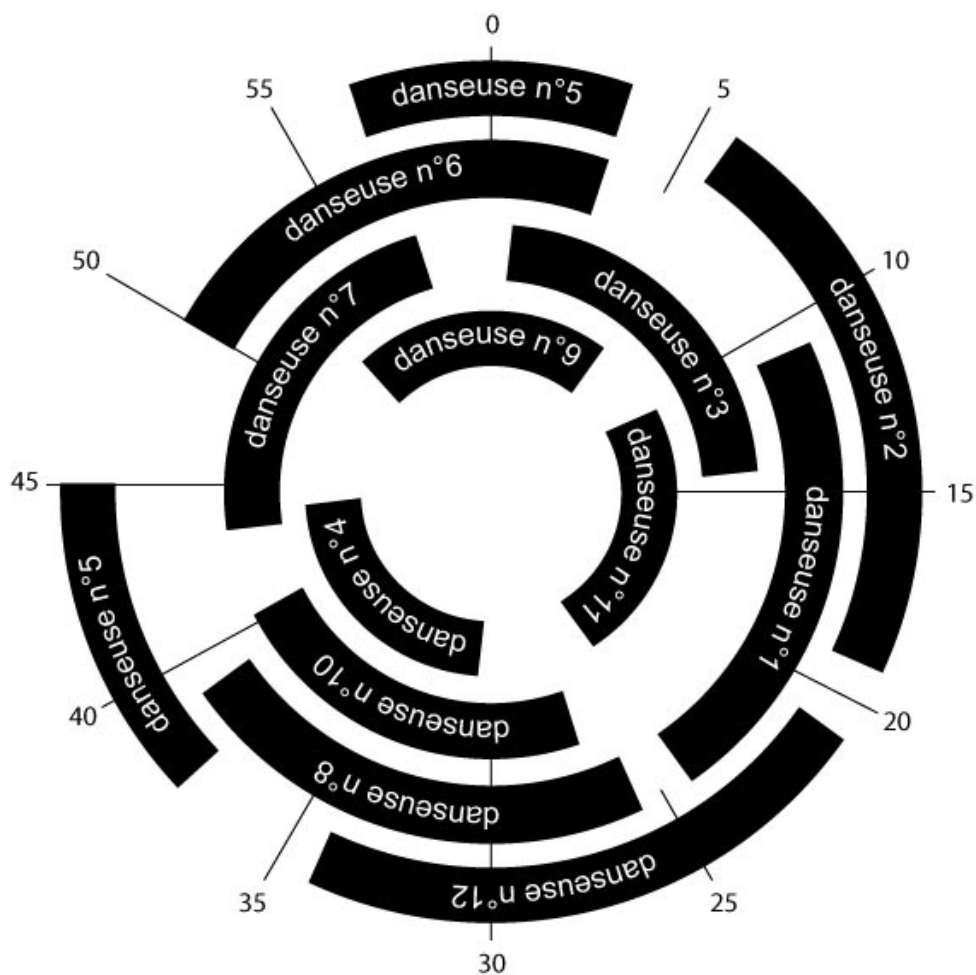 0
danseuse n°5
55
5
danseuse n°6
50
10
danseuse n°7
danseuse n°3
danseuse n°2
danseuse n°9
45
15
danseuse n°11
danseuse n°4
danseuse n°1
danseuse n°5
danseuse n°10
40
20
danseuse n°8
35
25
danseuse n°12
30